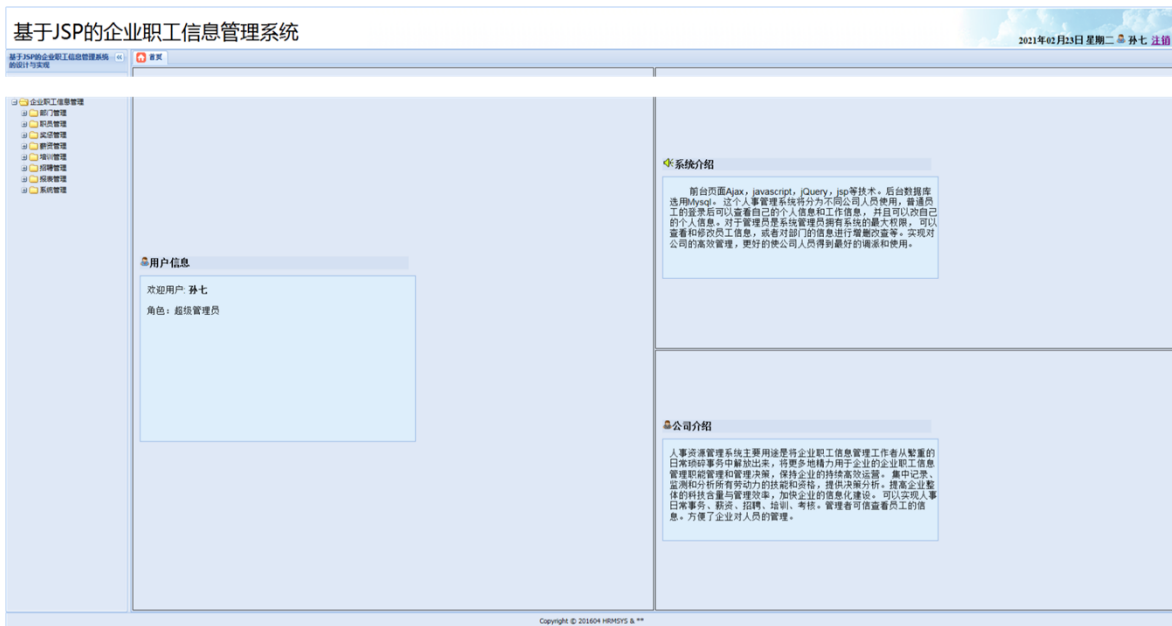 基于JSP的企业职工信息管理系统
2021年02月23日 星期二 孙七 注销
基于JSP的企业职工信息管理系统
的设计与实现
首页
企业职工信息管理
部门管理
职员管理
奖惩管理
薪资管理
培训管理
招聘管理
报表管理
系统管理
用户信息
欢迎用户: 孙七
角色：超级管理员
系统介绍
前台页面Ajax，javascript，jQuery，jsp等技术。后台数据库
选用Mysql。这个人事管理系统将分为不同公司人员使用，普通员
工的登录后可以查看自己的个人信息和工作信息， 并且可以改自己
的个人信息。对于管理员是系统管理员拥有系统的最大权限， 可以
查看和修改员工信息，或者对部门的信息进行增删改查等。实现对
公司的高效管理，更好的使公司人员得到最好的调派和使用。
公司介绍
人事资源管理系统主要用途是将企业职工信息管理工作者从繁重的
日常琐碎事务中解放出来，将更多地精力用于企业的企业职工信息
管理职能管理和管理决策，保持企业的持续高效运营。 集中记录、
监测和分析所有劳动力的技能和资格，提供决策分析。提高企业整
体的科技含量与管理效率，加快企业的信息化建设。 可以实现人事
日常事务、薪资、招聘、培训、考核。管理者可信查看员工的信
息。方便了企业对人员的管理。
Copyright © 201604 HRMSYS & **